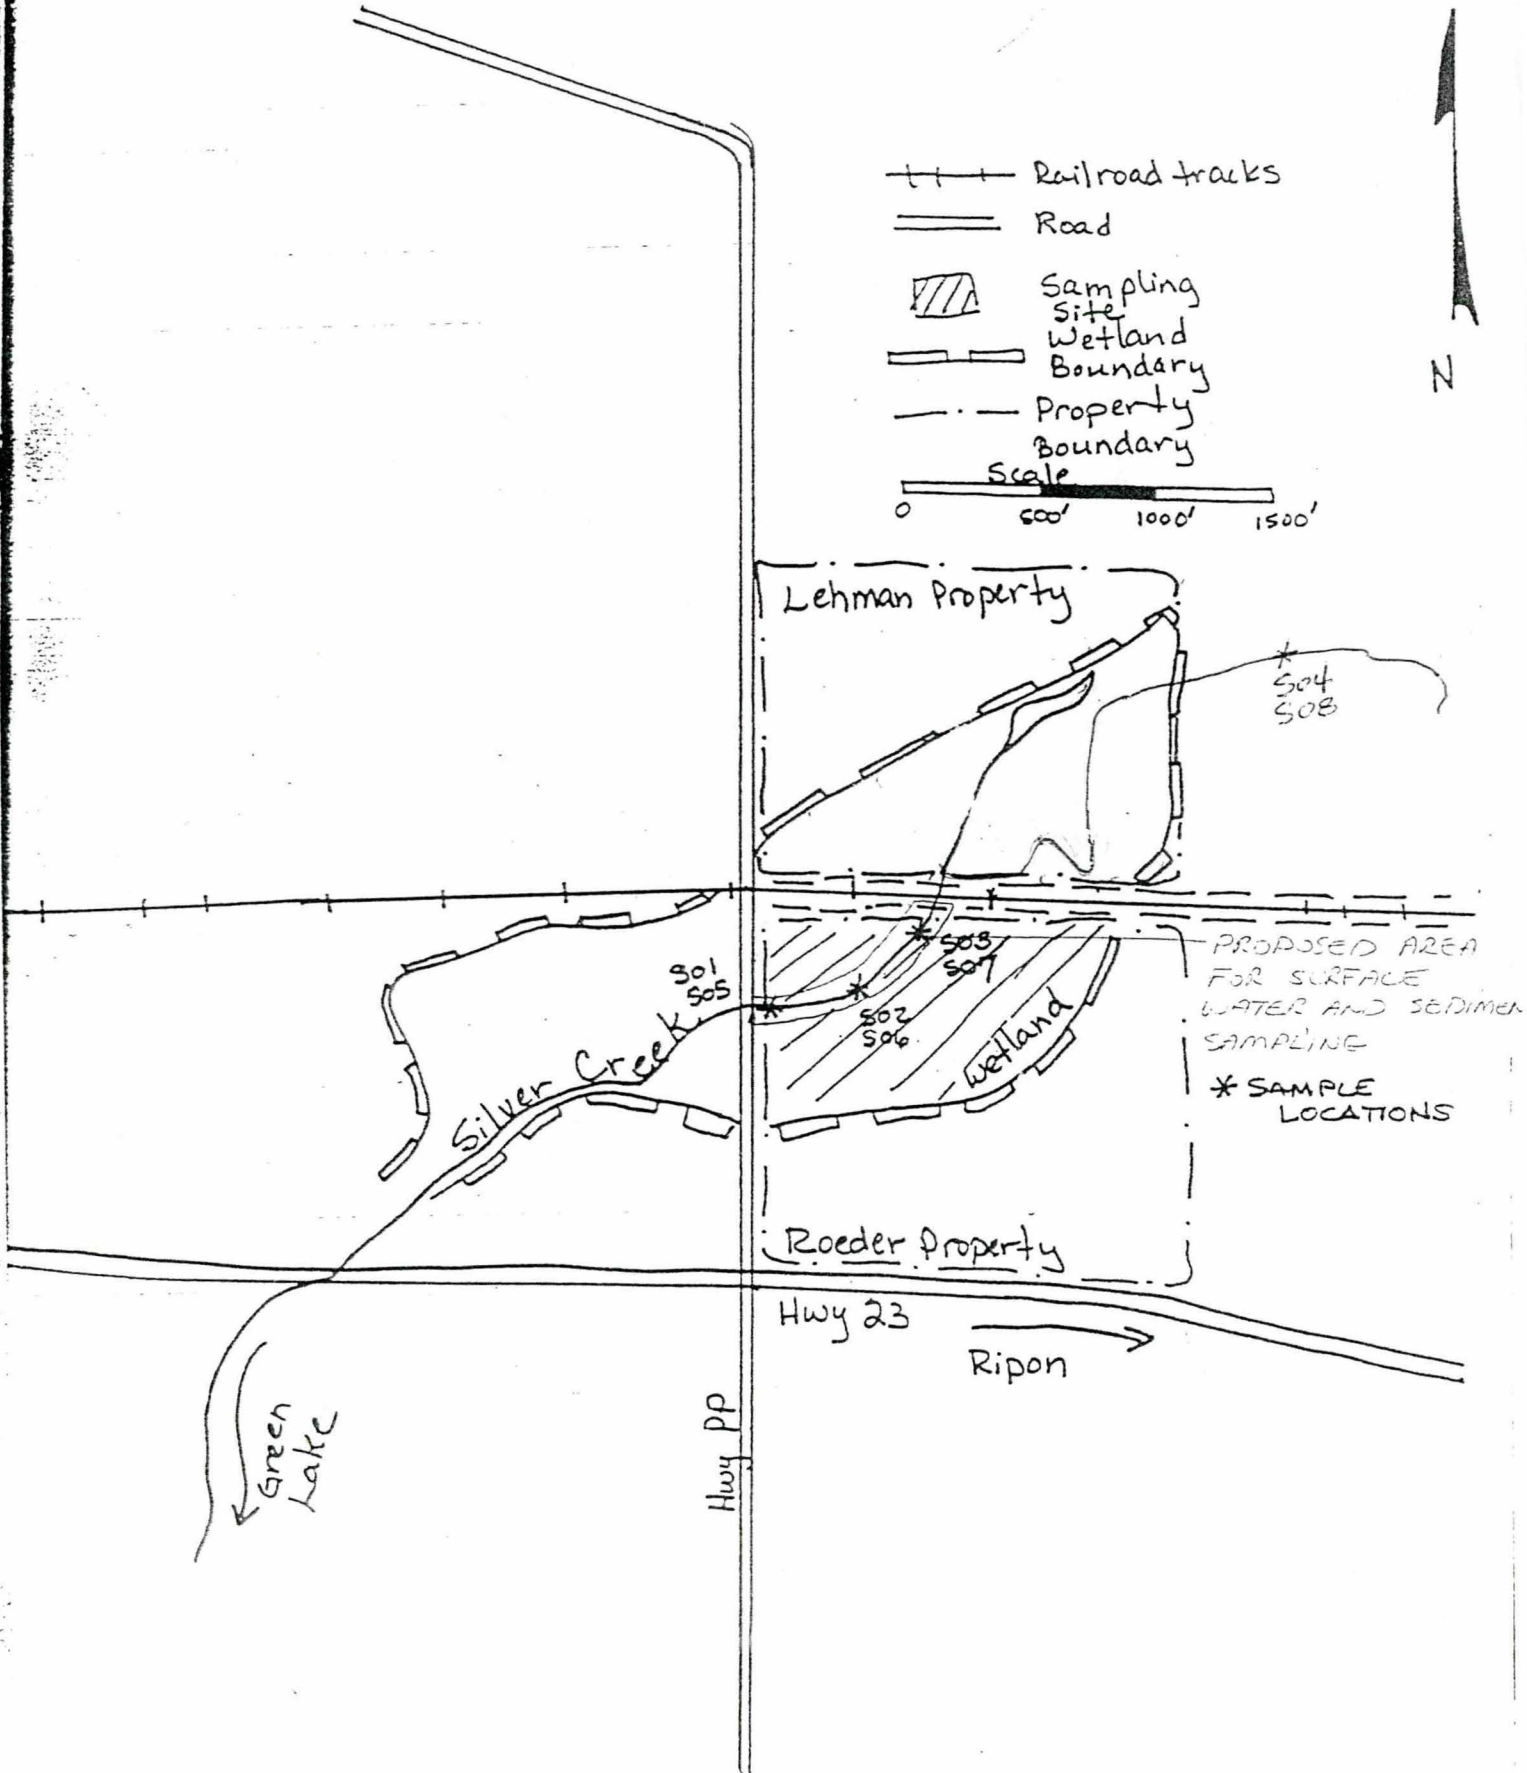 Railroad tracks
Road
Sampling
Site
Wetland
Boundary
Property
Boundary
Scale
0 500' 1000' 1500'
N
Lehman Property
S04
S08
S03
S07
S01
S05
S02
S06
PROPOSED AREA
FOR SURFACE
WATER AND SEDIMEN
SAMPLING
* SAMPLE
LOCATIONS
Wetland
Silver Creek
Roeder Property
Hwy 23
Ripon
Hwy PP
Green
Lake